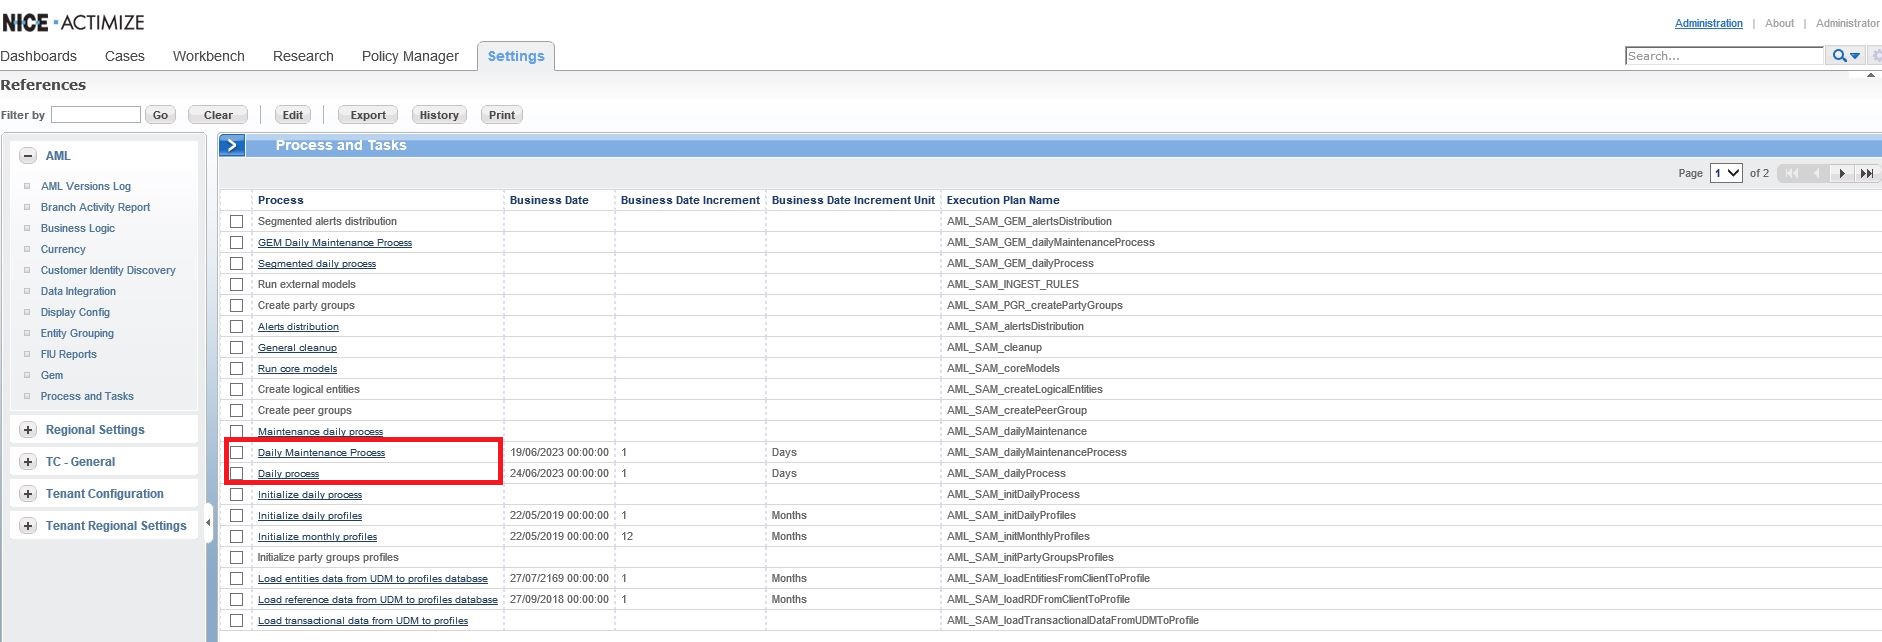 NICE · ACTIMIZE
Administration | About | Administrator
Dashboards Cases Workbench Research Policy Manager Settings
Search...
References
Filter by Go Clear Edit Export History Print
AML
AML Versions Log
Branch Activity Report
Business Logic
Currency
Customer Identity Discovery
Data Integration
Display Config
Entity Grouping
FIU Reports
Gem
Process and Tasks
Regional Settings
TC - General
Tenant Configuration
Tenant Regional Settings
Process and Tasks
Page 1 of 2
Process Business Date Business Date Increment Business Date Increment Unit Execution Plan Name
Segmented alerts distribution AML_SAM_GEM_alertsDistribution
GEM Daily Maintenance Process AML_SAM_GEM_dailyMaintenanceProcess
Segmented daily process AML_SAM_GEM_dailyProcess
Run external models AML_SAM_INGEST_RULES
Create party groups AML_SAM_PGR_createPartyGroups
Alerts distribution AML_SAM_alertsDistribution
General cleanup AML_SAM_cleanup
Run core models AML_SAM_coreModels
Create logical entities AML_SAM_createLogicalEntities
Create peer groups AML_SAM_createPeerGroup
Maintenance daily process AML_SAM_dailyMaintenance
Daily Maintenance Process 19/06/2023 00:00:00 1 Days AML_SAM_dailyMaintenanceProcess
Daily process 24/06/2023 00:00:00 1 Days AML_SAM_dailyProcess
Initialize daily process AML_SAM_initDailyProcess
Initialize daily profiles 22/05/2019 00:00:00 1 Months AML_SAM_initDailyProfiles
Initialize monthly profiles 22/05/2019 00:00:00 12 Months AML_SAM_initMonthlyProfiles
Initialize party groups profiles AML_SAM_initPartyGroupsProfiles
Load entities data from UDM to profiles database 27/07/2169 00:00:00 1 Months AML_SAM_loadEntitiesFromClientToProfile
Load reference data from UDM to profiles database 27/09/2018 00:00:00 1 Months AML_SAM_loadRDFromClientToProfile
Load transactional data from UDM to profiles AML_SAM_loadTransactionalDataFromUDMToProfile